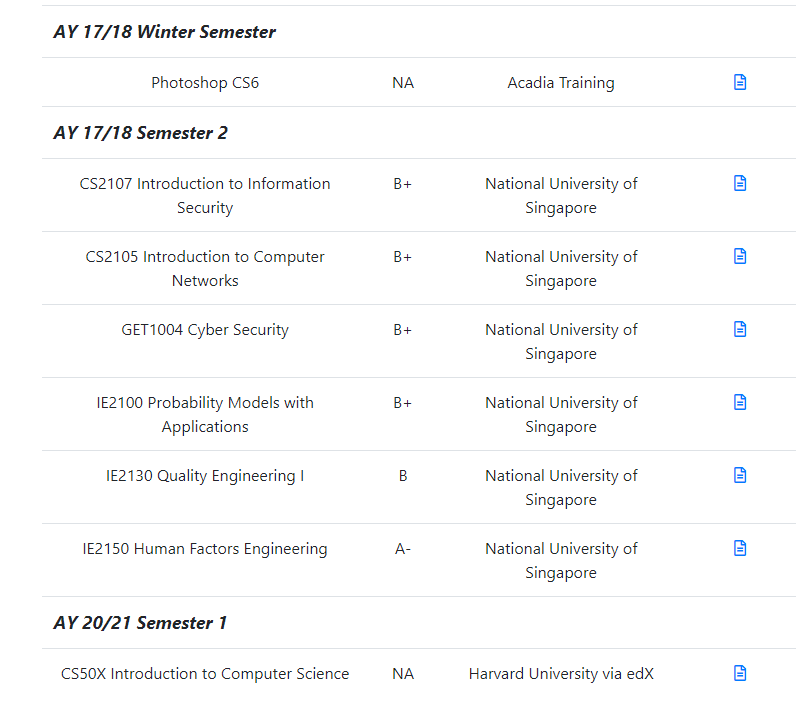 AY 17/18 Winter Semester
Photoshop CS6 NA Acadia Training
AY 17/18 Semester 2
CS2107 Introduction to Information B+ National University of
Security Singapore
CS2105 Introduction to Computer B+ National University of
Networks Singapore
GET1004 Cyber Security B+ National University of
Singapore
IE2100 Probability Models with B+ National University of
Applications Singapore
IE2130 Quality Engineering I B National University of
Singapore
IE2150 Human Factors Engineering A- National University of
Singapore
AY 20/21 Semester 1
CS50X Introduction to Computer Science NA Harvard University via edX